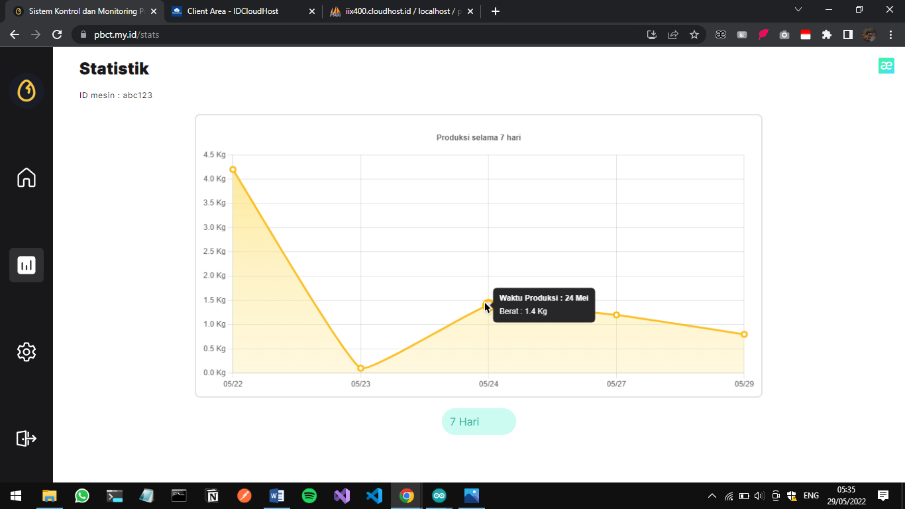 Sistem Kontrol dan Monitoring P
Client Area - IDCloudHost
iix400.cloudhost.id / localhost / p
pbct.my.id/stats
Statistik
æ
ID mesin : abc123
Produksi selama 7 hari
4.5 Kg
4.0 Kg
3.5 Kg
3.0 Kg
2.5 Kg
2.0 Kg
1.5 Kg
1.0 Kg
0.5 Kg
0.0 Kg
Waktu Produksi : 24 Mei
Berat : 1.4 Kg
05/22
05/23
05/24
05/27
05/29
7 Hari
ENG
05:35
29/05/2022